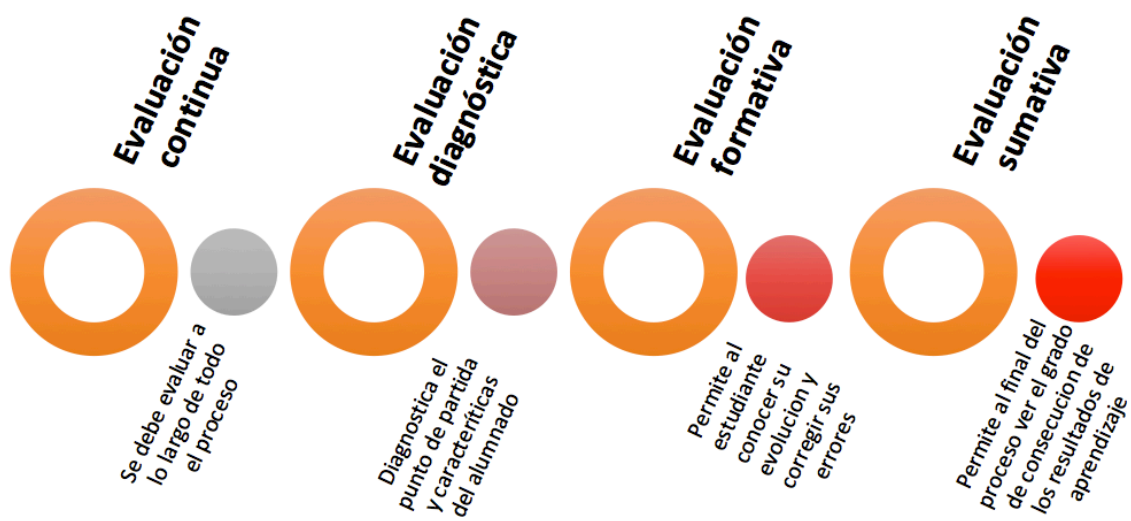 Evaluación
continua
Se debe evaluar a
lo largo de todo
el proceso
Evaluación
diagnóstica
Diagnostica el
punto de partida
y caracteríticas
del alumnado
Evaluación
formativa
Permite al
estudiante
conocer su
evolucion y
corregir sus
errores
Evaluación
sumativa
Permite al final del
proceso ver el grado
de consecucion de
los resultados de
aprendizaje